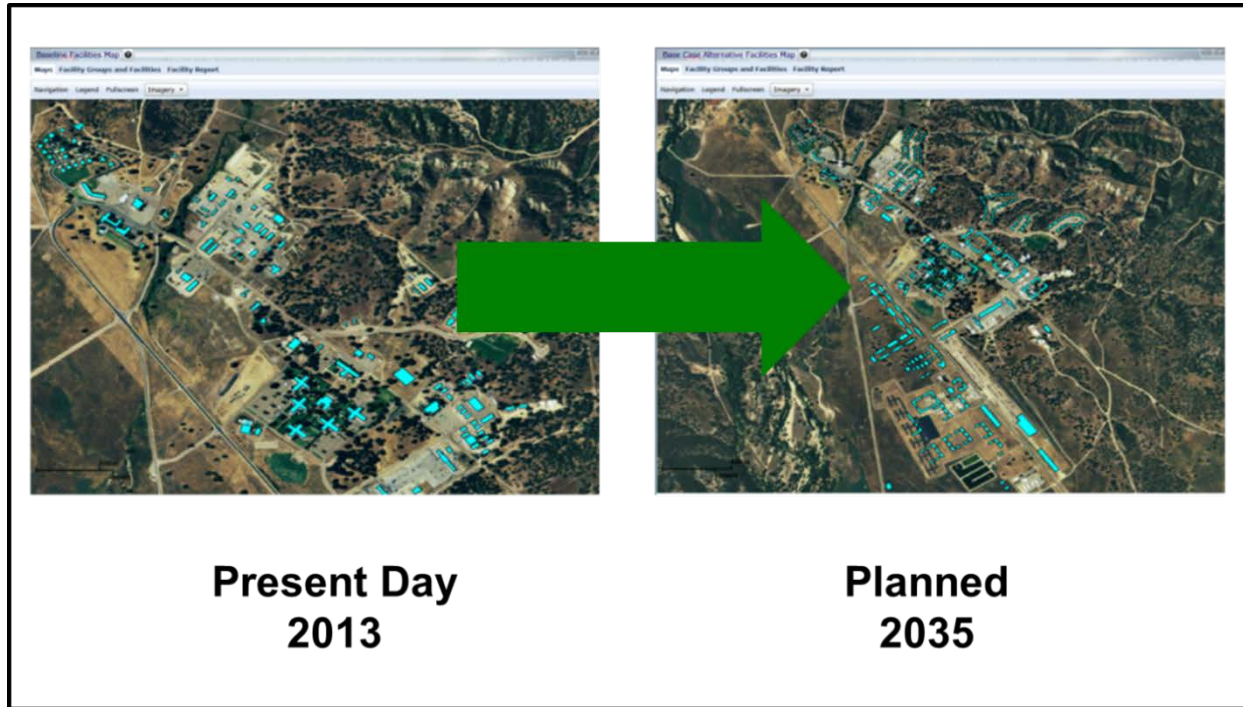 Baseline Facilities Map
Maps Facility Groups and Facilities Facility Report
Navigation Legend Fullscreen Imagery
Base Case Alternative Facilities Map
Maps Facility Groups and Facilities Facility Report
Navigation Legend Fullscreen Imagery
Present Day
2013
Planned
2035